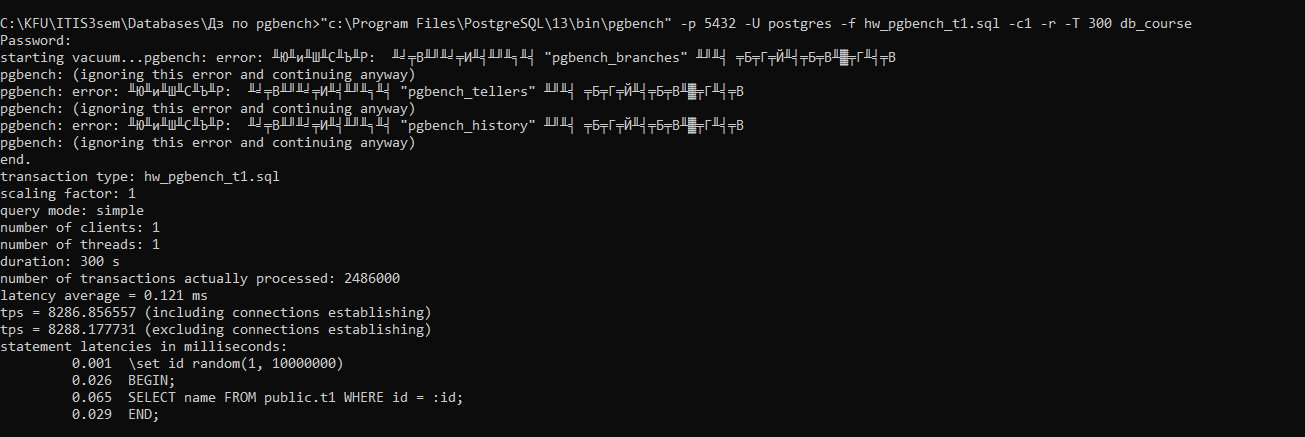 C:\KFU\ITIS3sem\Databases\Дз по pgbench>"c:\Program Files\PostgreSQL\13\bin\pgbench" -p 5432 -U postgres -f hw_pgbench_t1.sql -c1 -r -T 300 db_course
Password:
starting vacuum...pgbench: error: "pgbench_branches"
pgbench: (ignoring this error and continuing anyway)
pgbench: error: "pgbench_tellers"
pgbench: (ignoring this error and continuing anyway)
pgbench: error: "pgbench_history"
pgbench: (ignoring this error and continuing anyway)
end.
transaction type: hw_pgbench_t1.sql
scaling factor: 1
query mode: simple
number of clients: 1
number of threads: 1
duration: 300 s
number of transactions actually processed: 2486000
latency average = 0.121 ms
tps = 8286.856557 (including connections establishing)
tps = 8288.177731 (excluding connections establishing)
statement latencies in milliseconds:
0.001 \set id random(1, 10000000)
0.026 BEGIN;
0.065 SELECT name FROM public.t1 WHERE id = :id;
0.029 END;